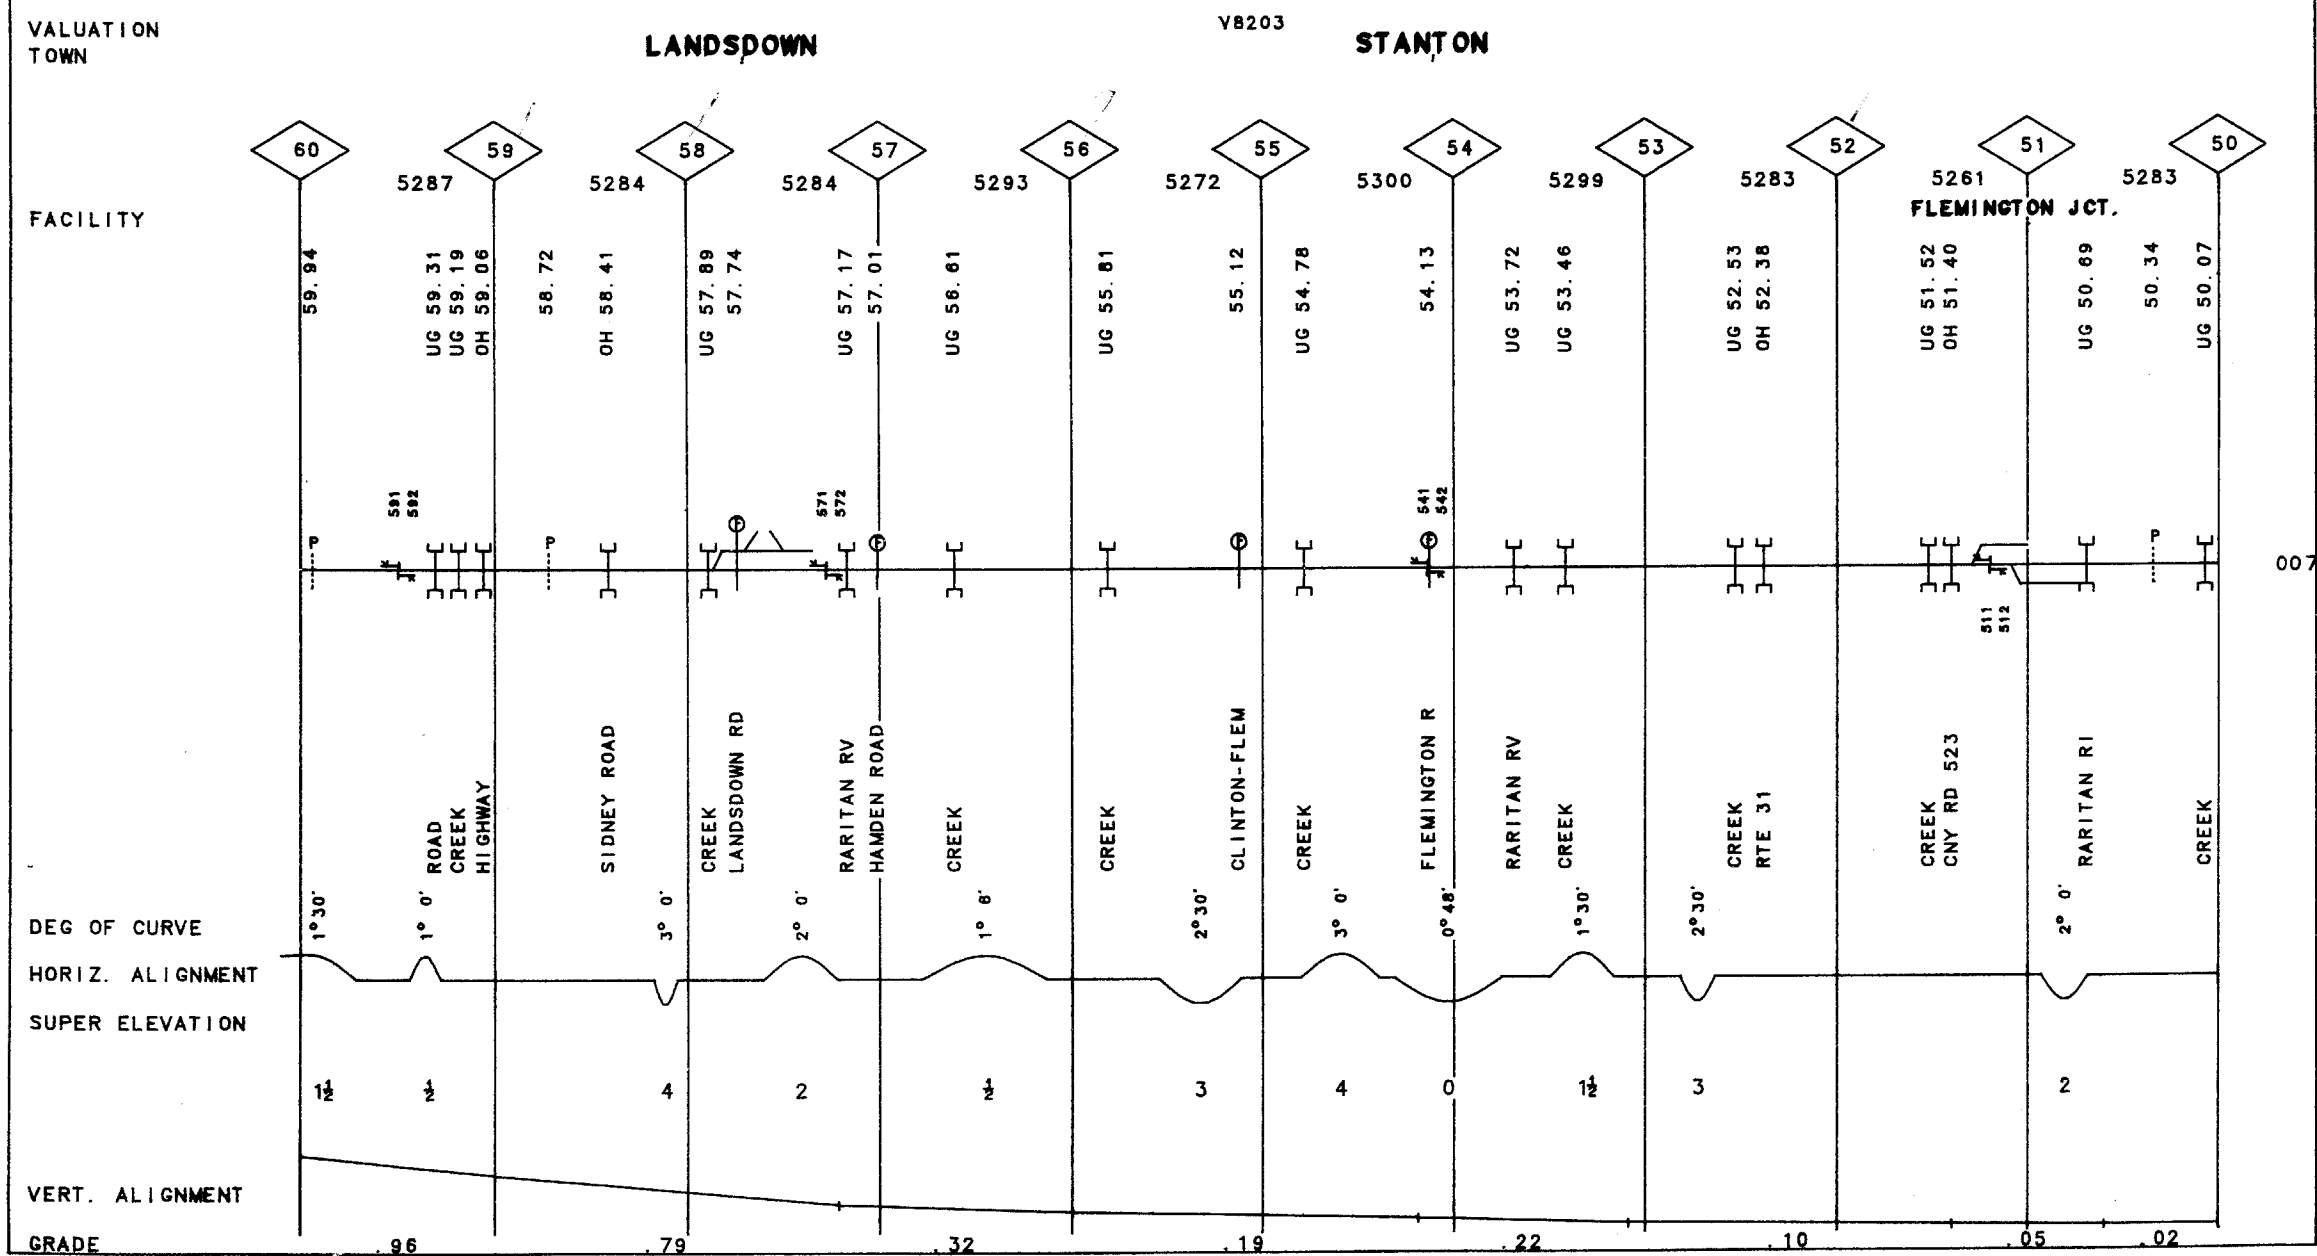 VALUATION
TOWN
LANDSDOWN
V8203
STANTON
60 59 58 57 56 55 54 53 52 51 50
5287 5284 5284 5293 5272 5300 5299 5283 5261 5283
FLEMINGTON JCT.
FACILITY
59.94
UG 59.31
UG 59.19
OH 59.06
58.72
OH 58.41
UG 57.89
57.74
UG 57.17
57.01
UG 56.61
UG 55.81
55.12
UG 54.78
54.13
UG 53.72
UG 53.46
UG 52.53
OH 52.38
UG 51.52
OH 51.40
UG 50.69
50.34
UG 50.07
591
592
571
572
541
542
P
P
F
F
F
F
P
007
511
512
ROAD
CREEK
HIGHWAY
SIDNEY ROAD
CREEK
LANDSDOWN RD
RARITAN RV
HAMDEN ROAD
CREEK
CREEK
CLINTON-FLEM
CREEK
FLEMINGTON R
RARITAN RV
CREEK
CREEK
RTE 31
CREEK
CNY RD 523
RARITAN RI
CREEK
DEG OF CURVE
1°30'
1° 0'
3° 0'
2° 0'
1° 6'
2°30'
3° 0'
0°48'
1°30'
2°30'
2° 0'
HORIZ. ALIGNMENT
SUPER ELEVATION
1½ ½ 4 2 ½ 3 4 0 1½ 3 2
VERT. ALIGNMENT
GRADE .96 .79 .32 .19 .22 .10 .05 .02